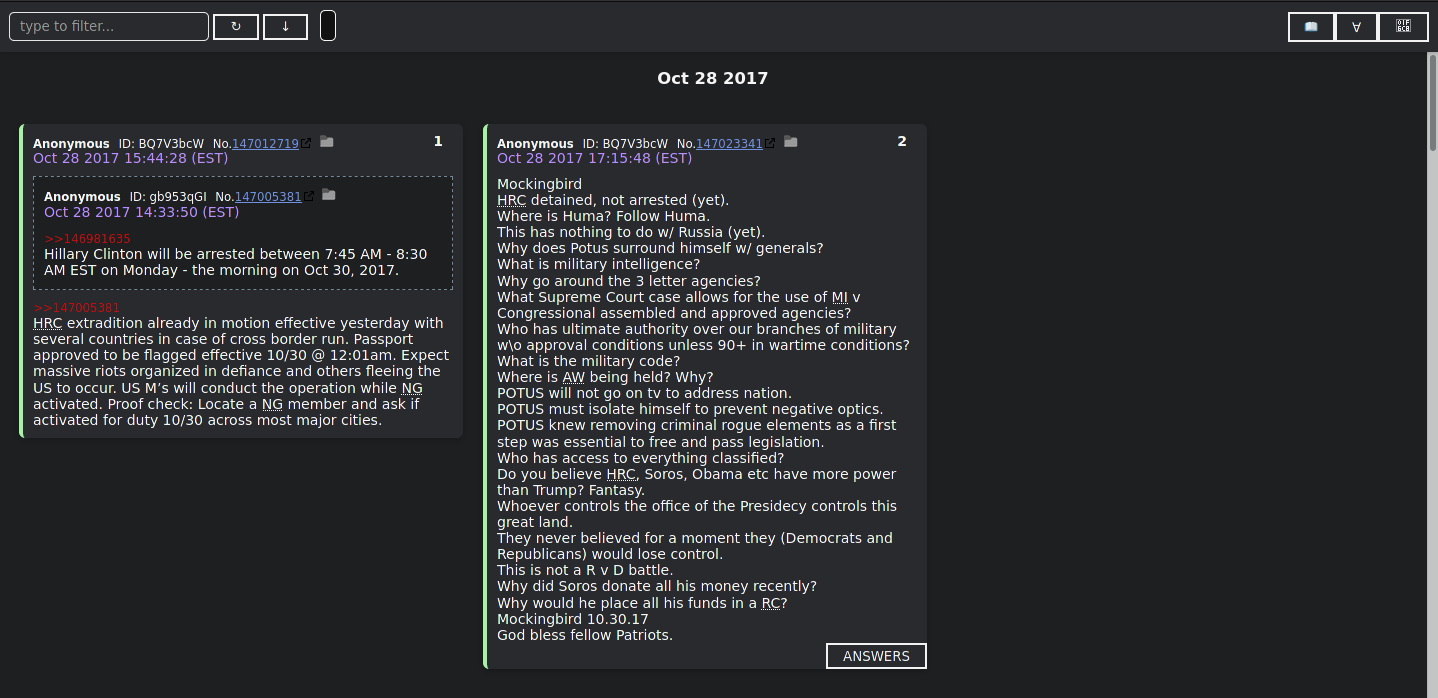 type to filter...
↻
↓
∀
Oct 28 2017
Anonymous ID: BQ7V3bcW No.147012719
1
Oct 28 2017 15:44:28 (EST)
Anonymous ID: gb953qGI No.147005381
Oct 28 2017 14:33:50 (EST)
>>146981635
Hillary Clinton will be arrested between 7:45 AM - 8:30
AM EST on Monday - the morning on Oct 30, 2017.
>>147005381
HRC extradition already in motion effective yesterday with
several countries in case of cross border run. Passport
approved to be flagged effective 10/30 @ 12:01am. Expect
massive riots organized in defiance and others fleeing the
US to occur. US M’s will conduct the operation while NG
activated. Proof check: Locate a NG member and ask if
activated for duty 10/30 across most major cities.
Anonymous ID: BQ7V3bcW No.147023341
2
Oct 28 2017 17:15:48 (EST)
Mockingbird
HRC detained, not arrested (yet).
Where is Huma? Follow Huma.
This has nothing to do w/ Russia (yet).
Why does Potus surround himself w/ generals?
What is military intelligence?
Why go around the 3 letter agencies?
What Supreme Court case allows for the use of MI v
Congressional assembled and approved agencies?
Who has ultimate authority over our branches of military
w\o approval conditions unless 90+ in wartime conditions?
What is the military code?
Where is AW being held? Why?
POTUS will not go on tv to address nation.
POTUS must isolate himself to prevent negative optics.
POTUS knew removing criminal rogue elements as a first
step was essential to free and pass legislation.
Who has access to everything classified?
Do you believe HRC, Soros, Obama etc have more power
than Trump? Fantasy.
Whoever controls the office of the Presidecy controls this
great land.
They never believed for a moment they (Democrats and
Republicans) would lose control.
This is not a R v D battle.
Why did Soros donate all his money recently?
Why would he place all his funds in a RC?
Mockingbird 10.30.17
God bless fellow Patriots.
ANSWERS